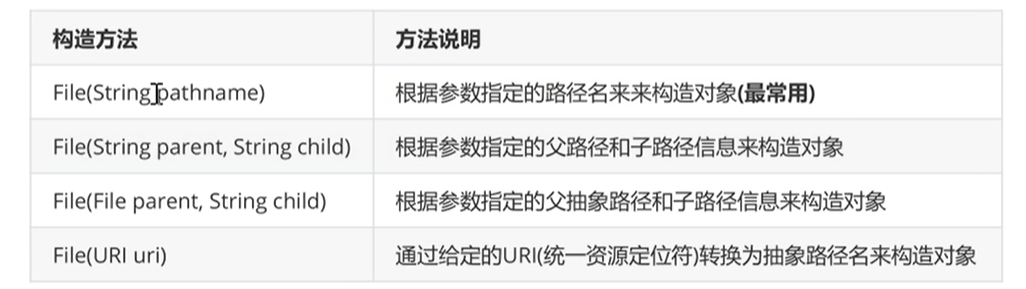 构造方法 方法说明
File(String pathname) 根据参数指定的路径名来来构造对象(最常用)
File(String parent, String child) 根据参数指定的父路径和子路径信息来构造对象
File(File parent, String child) 根据参数指定的父抽象路径和子路径信息来构造对象
File(URI uri) 通过给定的URI(统一资源定位符)转换为抽象路径名来构造对象